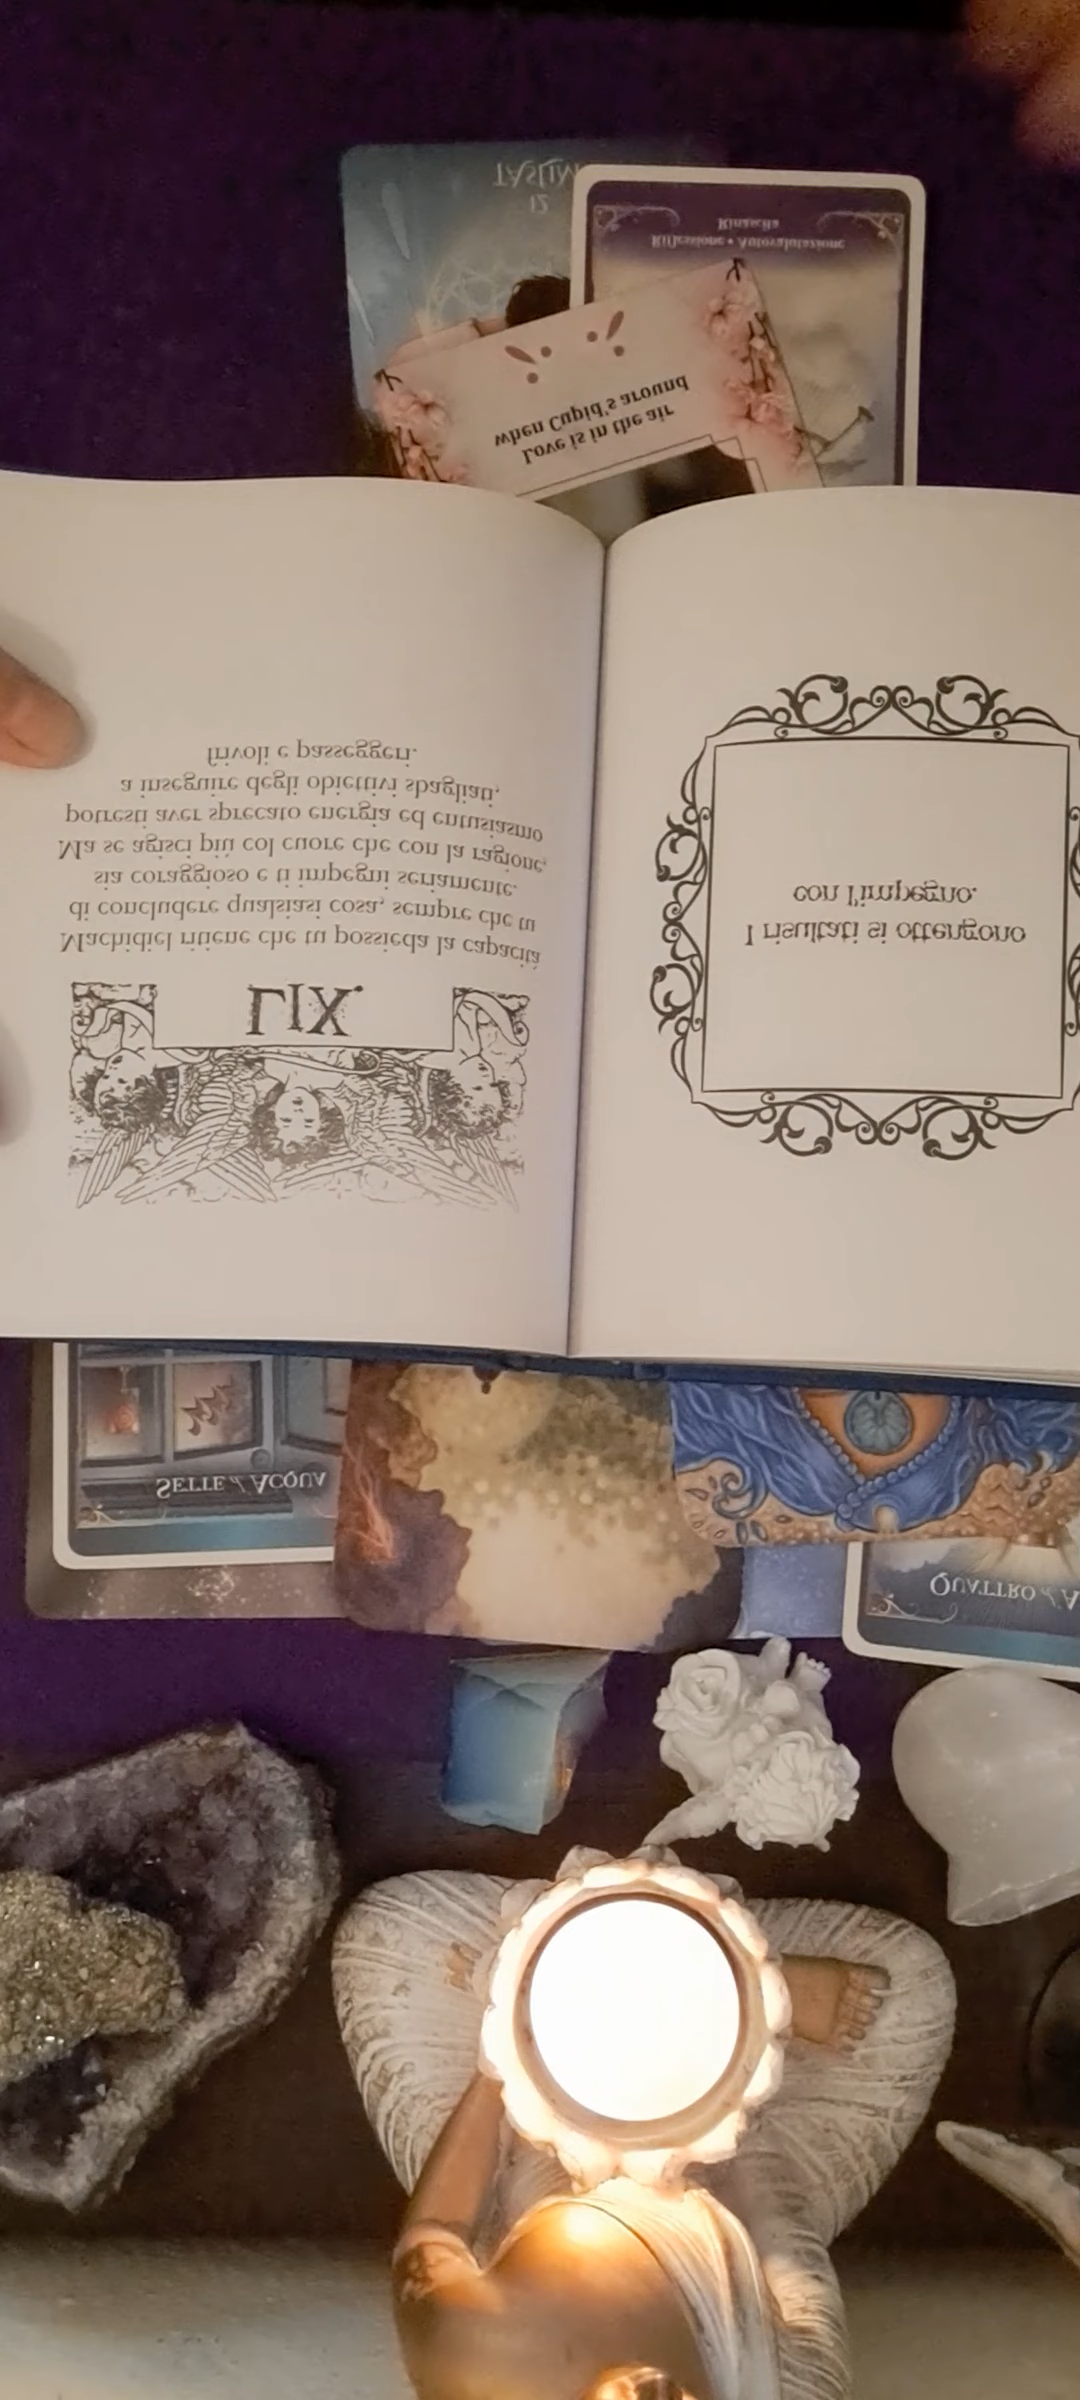 SETTE d'ACQUA
QUATTRO d'A
LIX.
Machidiel ritiene che tu possieda la capacità
di concludere qualsiasi cosa, sempre che tu
sia coraggioso e ti impegni seriamente.
Ma se agisci più col cuore che con la ragione,
potresti aver sprecato energia ed entusiasmo
a inseguire degli obiettivi sbagliati,
frivoli e passeggeri.
I risultati si ottengono
con l'impegno.
Love is in the air
when Cupid's around
Riflessione • Autovalutazione
Rinascita
12
TASLIM